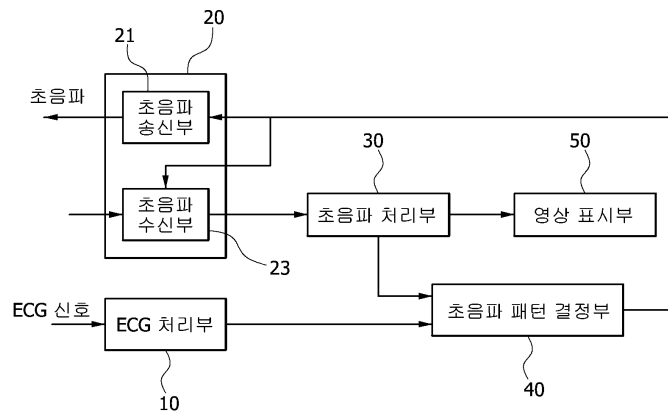 20
21
초음파
초음파
송신부
30
50
초음파
수신부
초음파 처리부
영상 표시부
23
ECG 신호
ECG 처리부
초음파 패턴 결정부
10
40